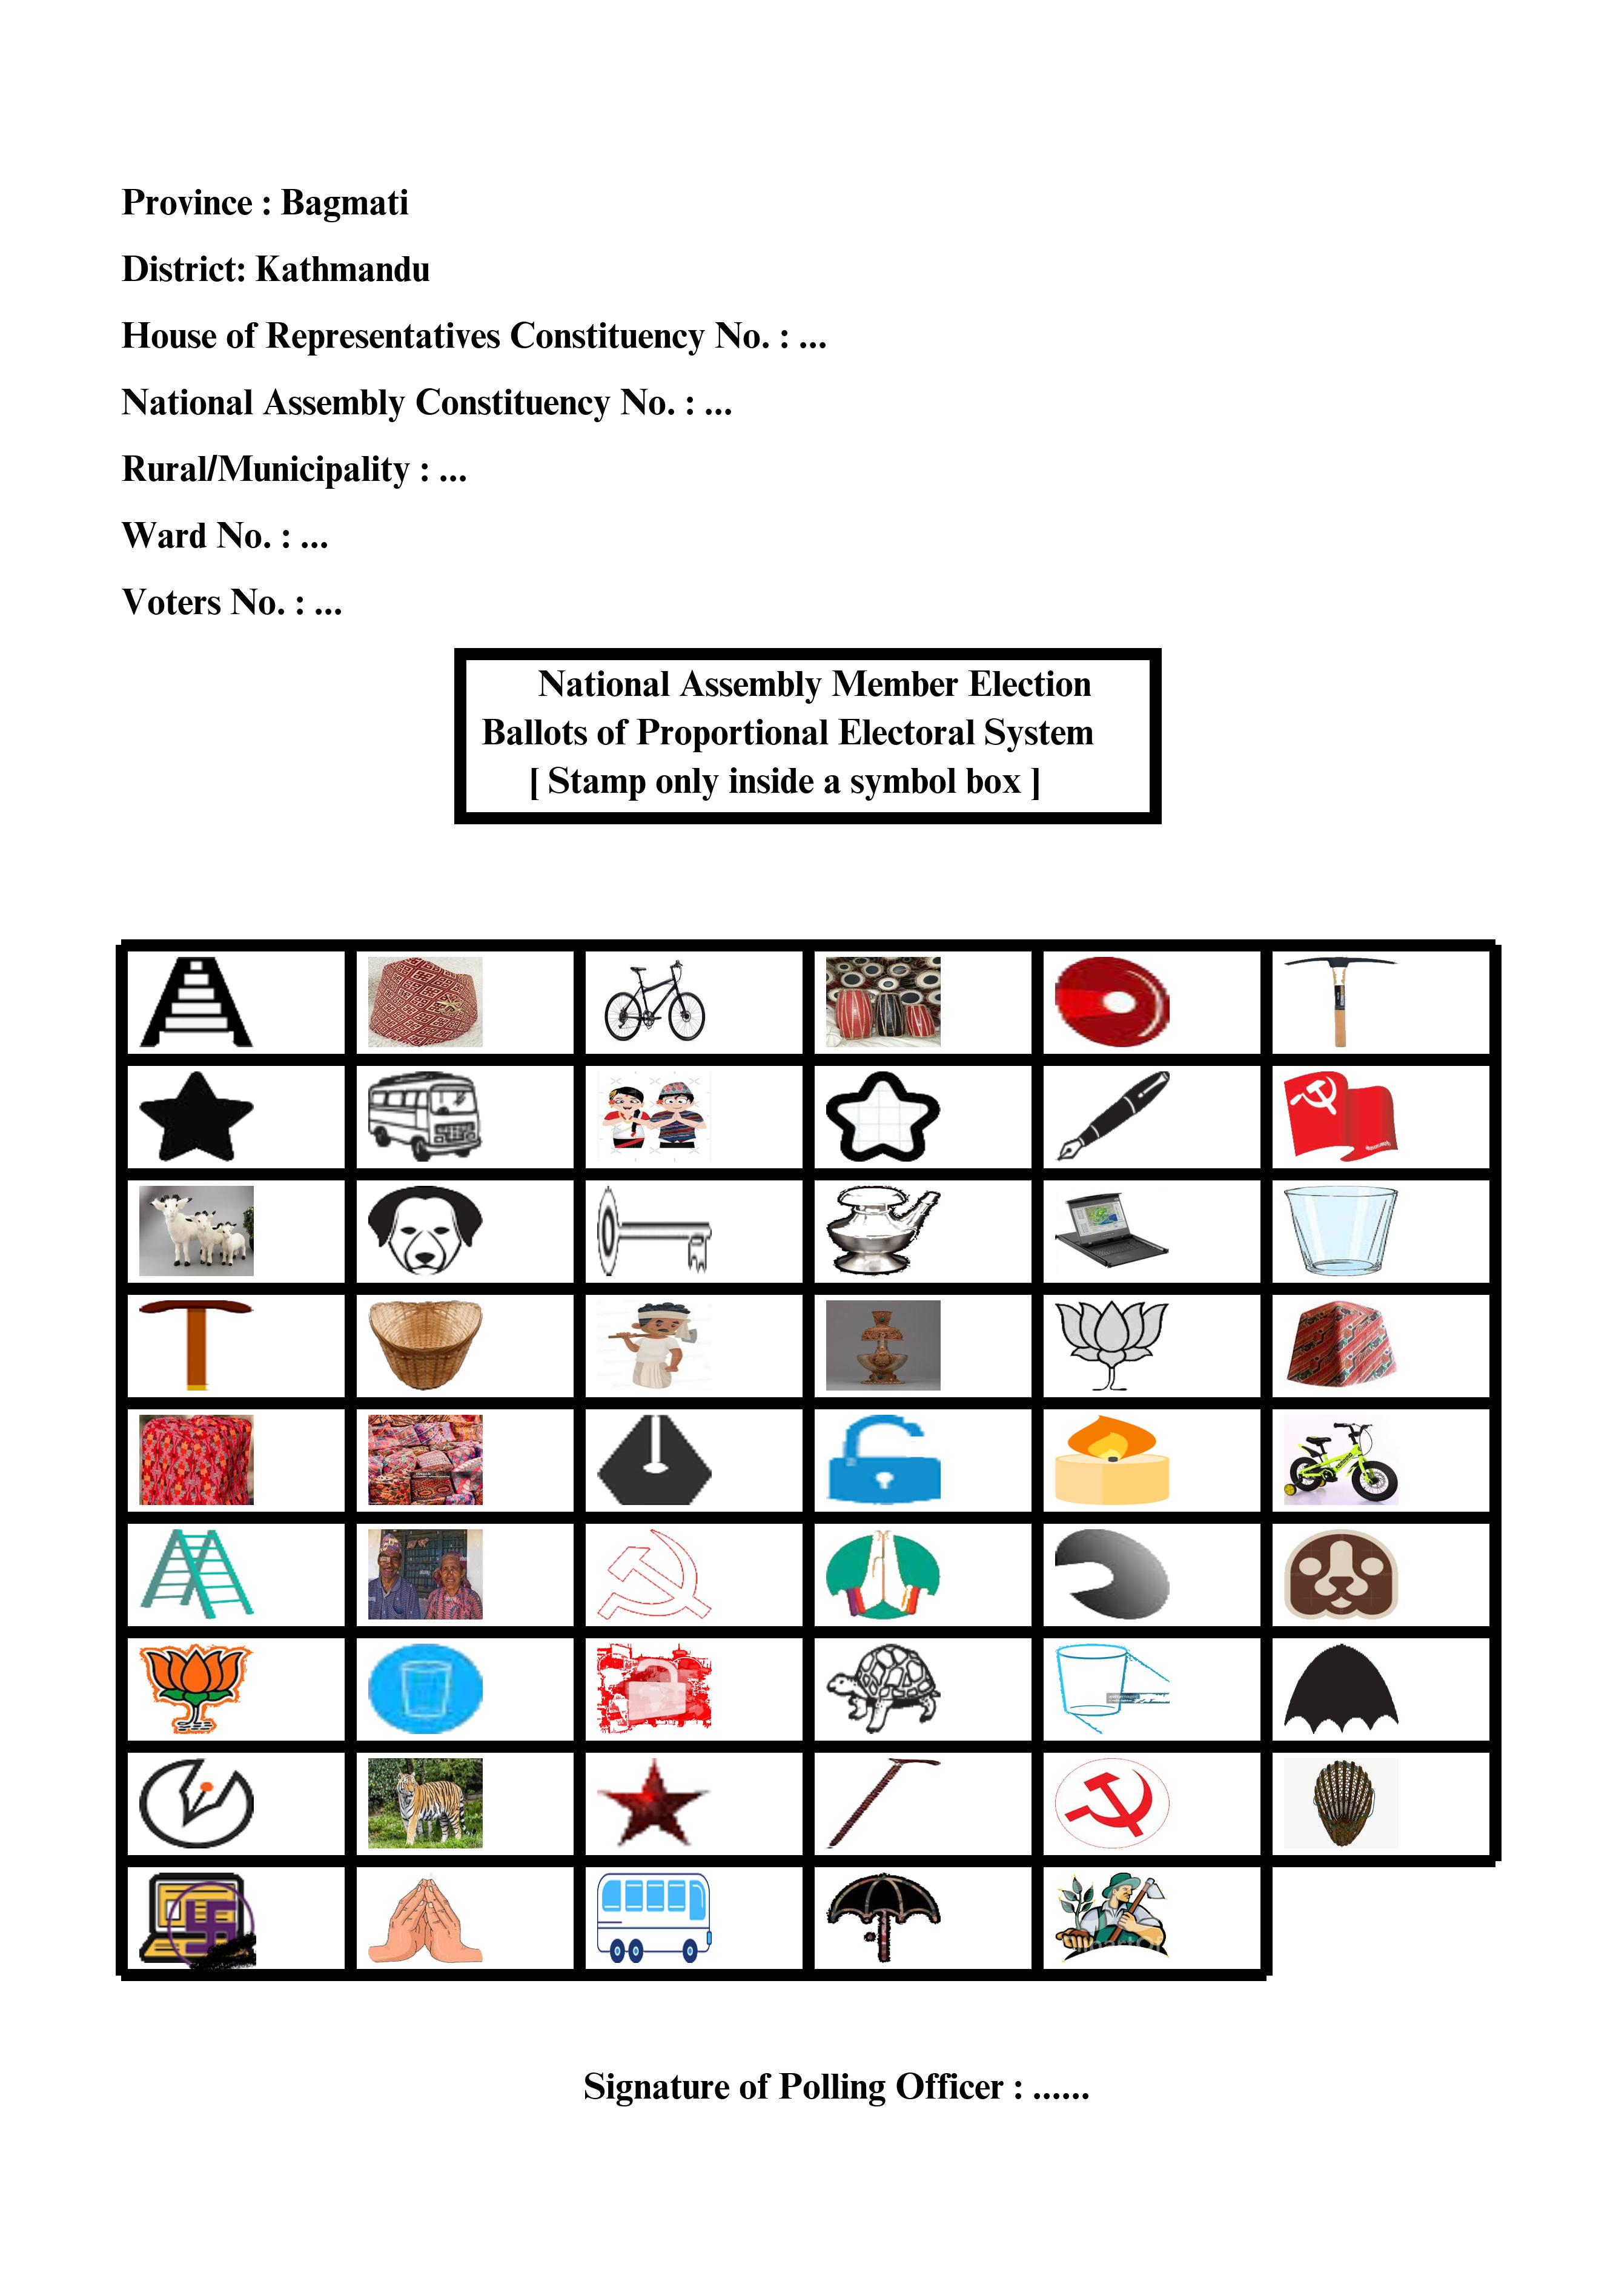 Province : Bagmati
District: Kathmandu
House of Representatives Constituency No. : ...
National Assembly Constituency No. : ...
Rural/Municipality : ...
Ward No. : ...
Voters No. : ...
National Assembly Member Election
Ballots of Proportional Electoral System
[ Stamp only inside a symbol box ]
Signature of Polling Officer : ......